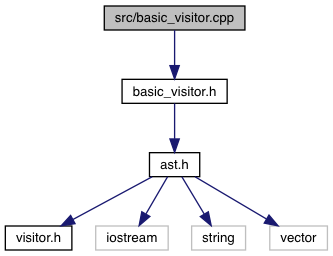 src/basic_visitor.cpp
basic_visitor.h
ast.h
visitor.h
iostream
string
vector